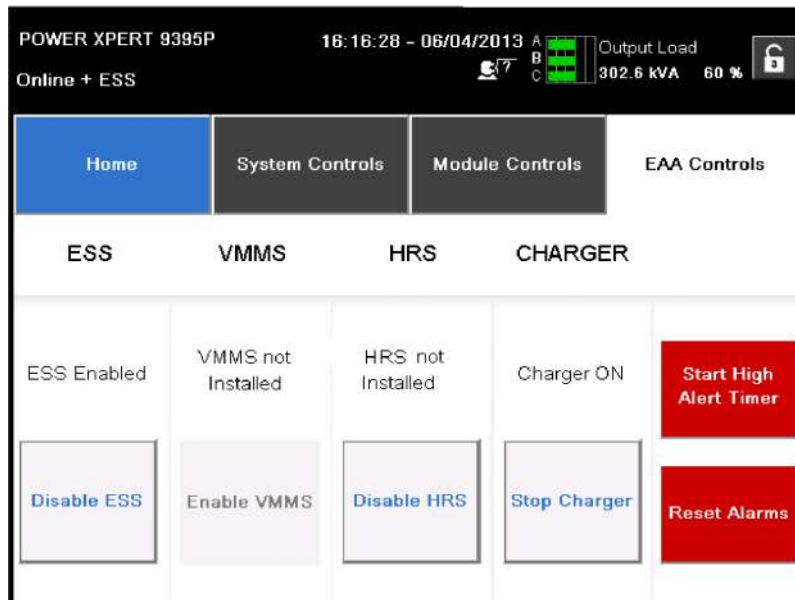 POWER XPERT 9395P
16:16:28 - 06/04/2013
A
B
C
Output Load
302.6 kVA 60 %
Online + ESS
?
Home
System Controls
Module Controls
EAA Controls
ESS
VMMS
HRS
CHARGER
ESS Enabled
VMMS not
Installed
HRS not
Installed
Charger ON
Start High
Alert Timer
Disable ESS
Enable VMMS
Disable HRS
Stop Charger
Reset Alarms